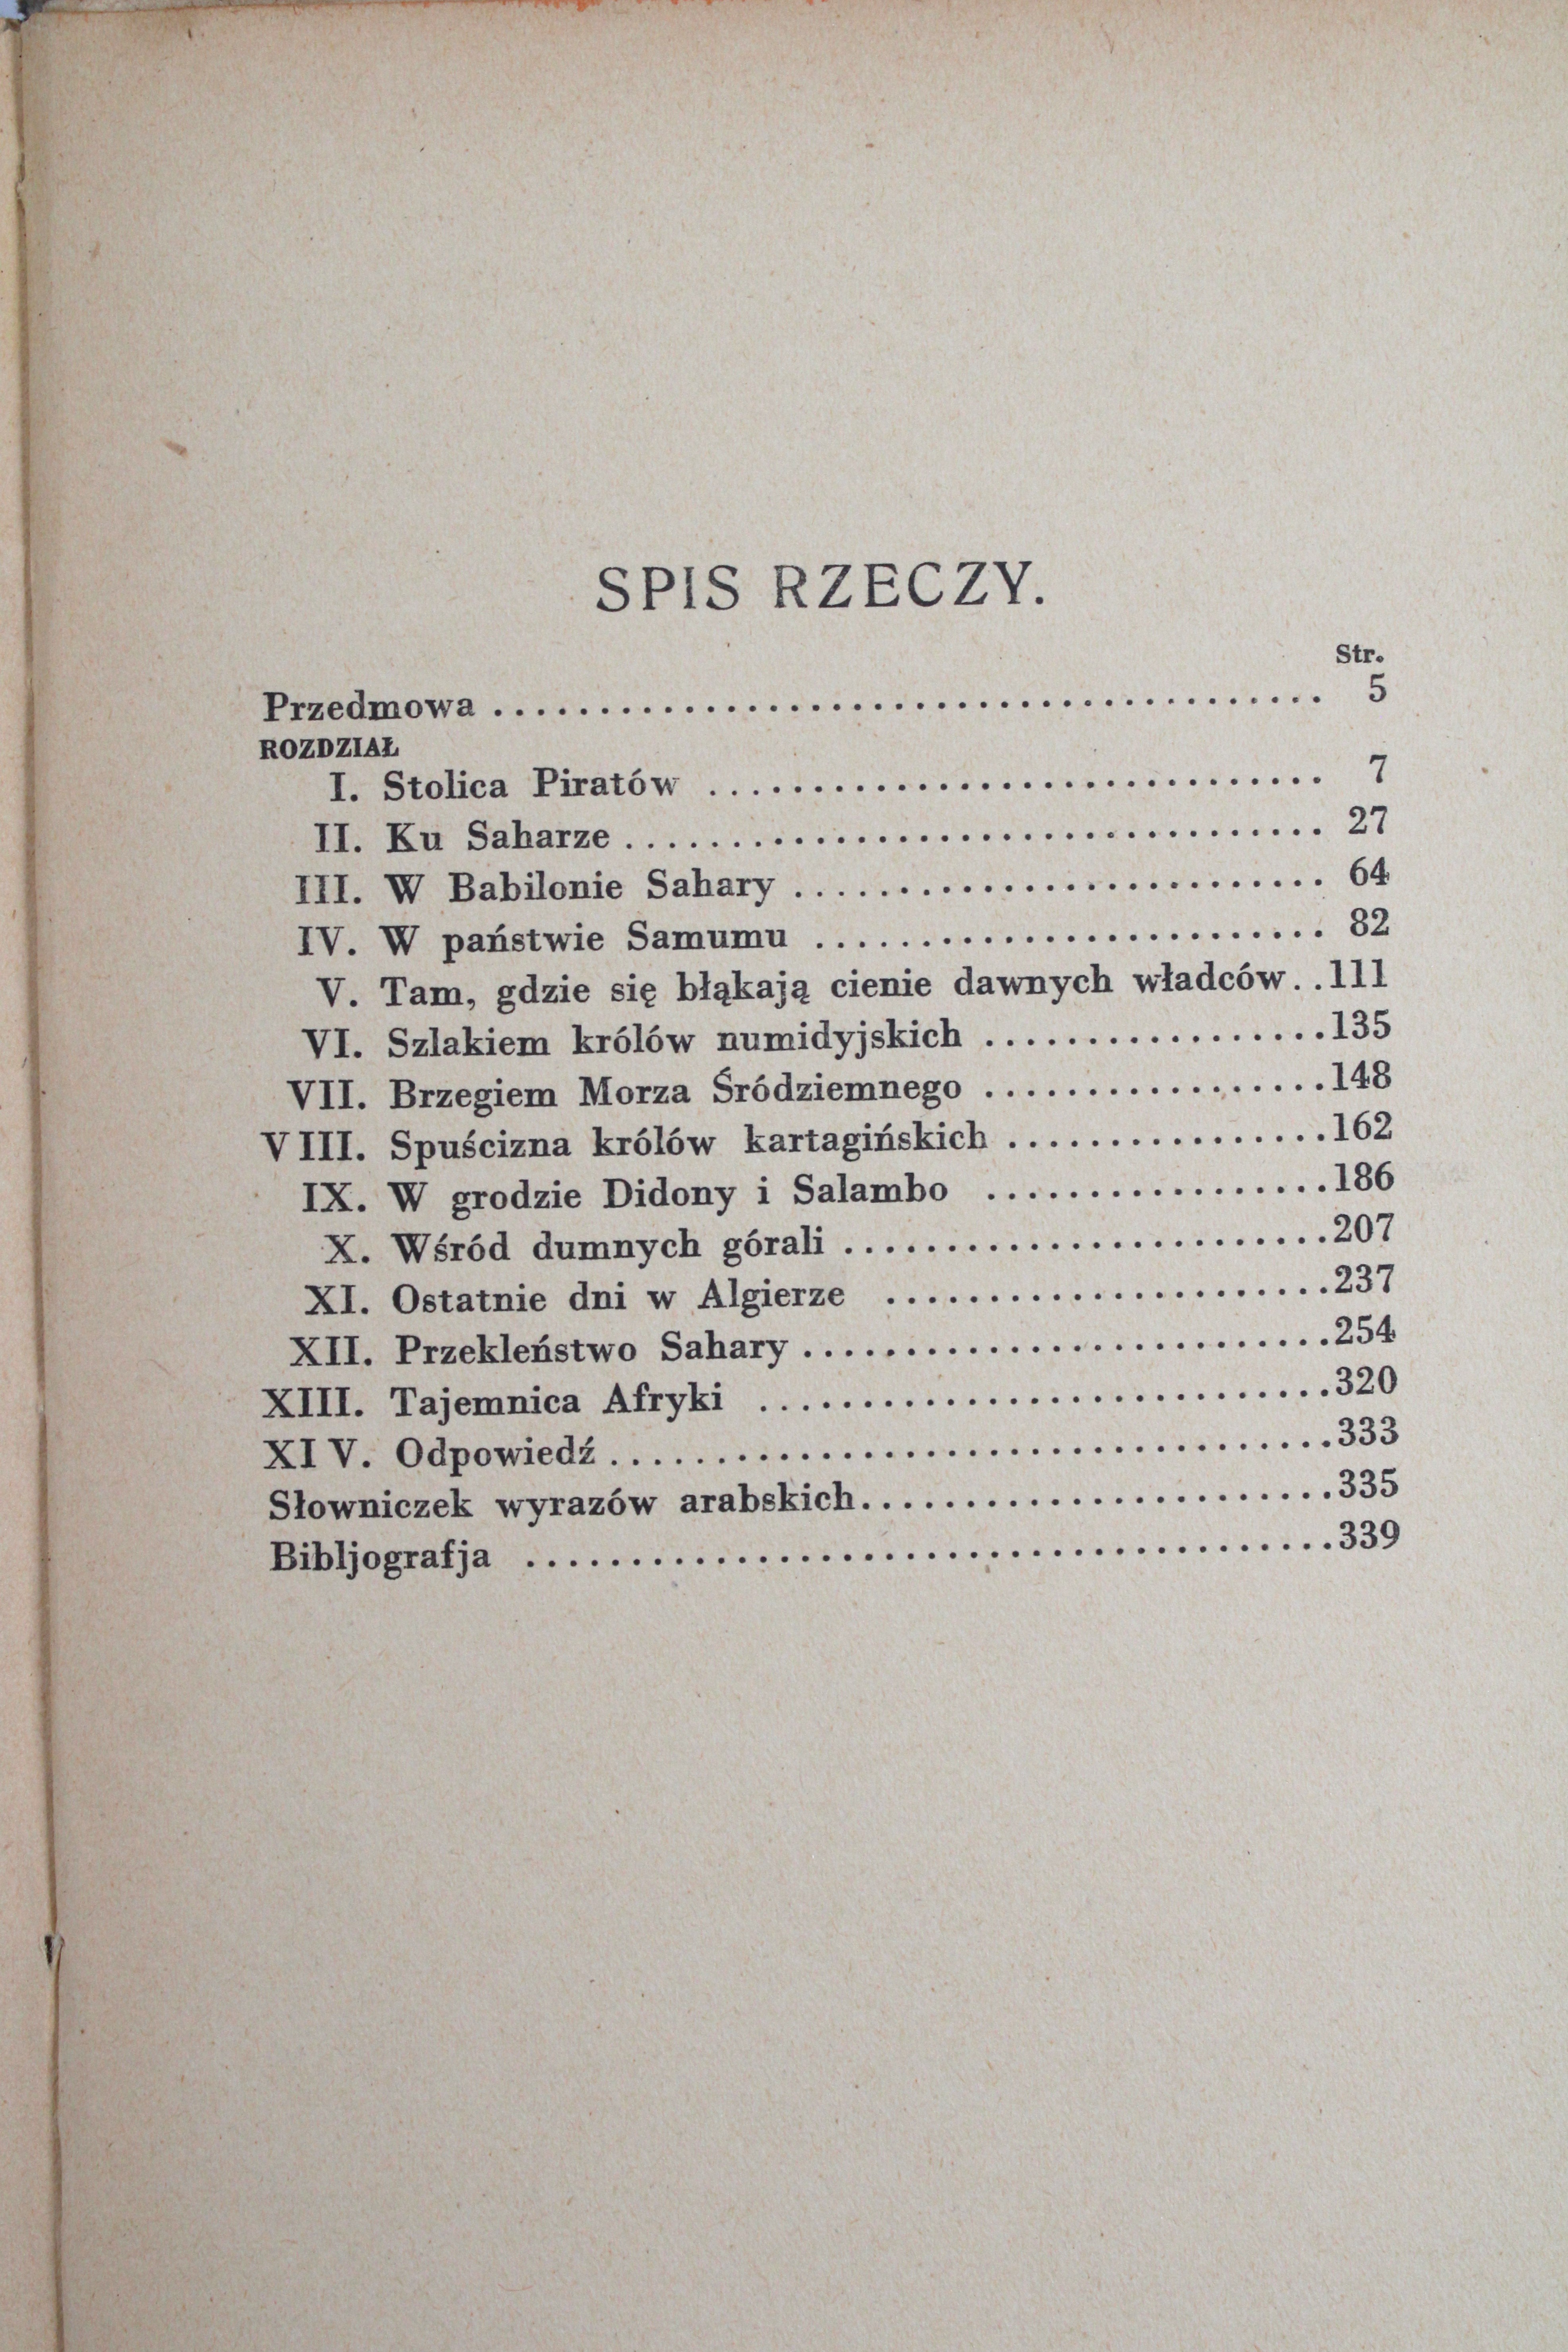 SPIS RZECZY.
Str.
Przedmowa ........................................ 5
ROZDZIAŁ
I. Stolica Piratów .............................. 7
II. Ku Saharze .................................. 27
III. W Babilonie Sahary .......................... 64
IV. W państwie Samumu ......................... 82
V. Tam, gdzie się błąkają cienie dawnych władców..111
VI. Szlakiem królów numidyjskich .................135
VII. Brzegiem Morza Śródziemnego .................148
VIII. Spuścizna królów kartagińskich ................162
IX. W grodzie Didony i Salambo .................186
X. Wśród dumnych górali ........................207
XI. Ostatnie dni w Algierze ......................237
XII. Przekleństwo Sahary ..........................254
XIII. Tajemnica Afryki ............................320
XIV. Odpowiedź ...................................333
Słowniczek wyrazów arabskich.......................335
Bibljografja .......................................339